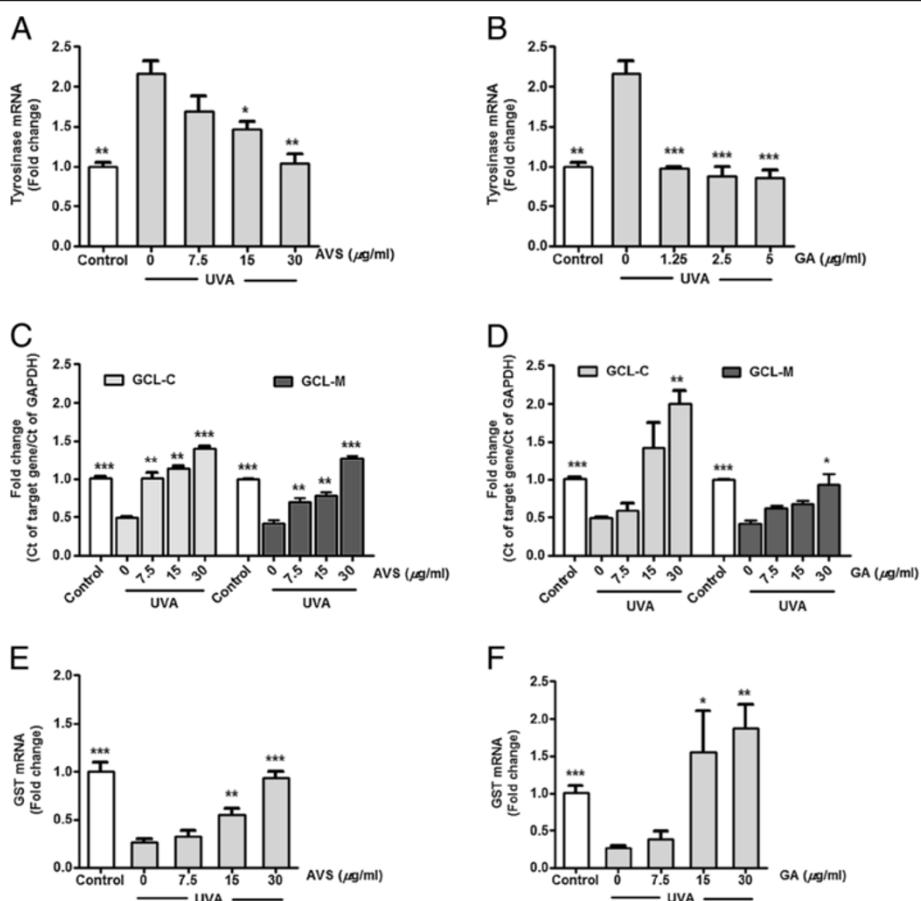 A
Tyrosinase mRNA
(Fold change)
2.5
2.0
1.5
1.0
0.5
0.0
**
*
**
Control 0 7.5 15 30 AVS (μg/ml)
UVA
B
Tyrosinase mRNA
(Fold change)
2.5
2.0
1.5
1.0
0.5
0.0
**
***
***
***
Control 0 1.25 2.5 5 GA (μg/ml)
UVA
C
Fold change
(Ct of target gene/Ct of GAPDH)
2.5
2.0
1.5
1.0
0.5
0.0
GCL-C
GCL-M
***
**
**
***
***
**
**
***
Control 0 7.5 15 30 Control 0 7.5 15 30 AVS (μg/ml)
UVA UVA
D
Fold change
(Ct of target gene/Ct of GAPDH)
2.5
2.0
1.5
1.0
0.5
0.0
GCL-C
GCL-M
***
**
***
*
Control 0 7.5 15 30 Control 0 7.5 15 30 GA (μg/ml)
UVA UVA
E
GST mRNA
(Fold change)
2.0
1.5
1.0
0.5
0.0
***
**
***
Control 0 7.5 15 30 AVS (μg/ml)
UVA
F
GST mRNA
(Fold change)
2.5
2.0
1.5
1.0
0.5
0.0
***
*
**
Control 0 7.5 15 30 GA (μg/ml)
UVA